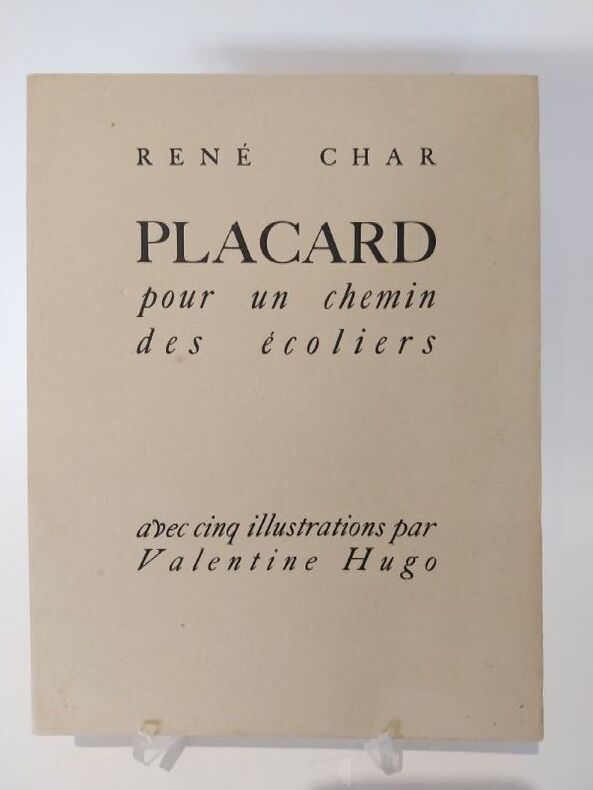 RENÉ CHAR
PLACARD
pour un chemin
des écoliers
avec cinq illustrations par
Valentine Hugo